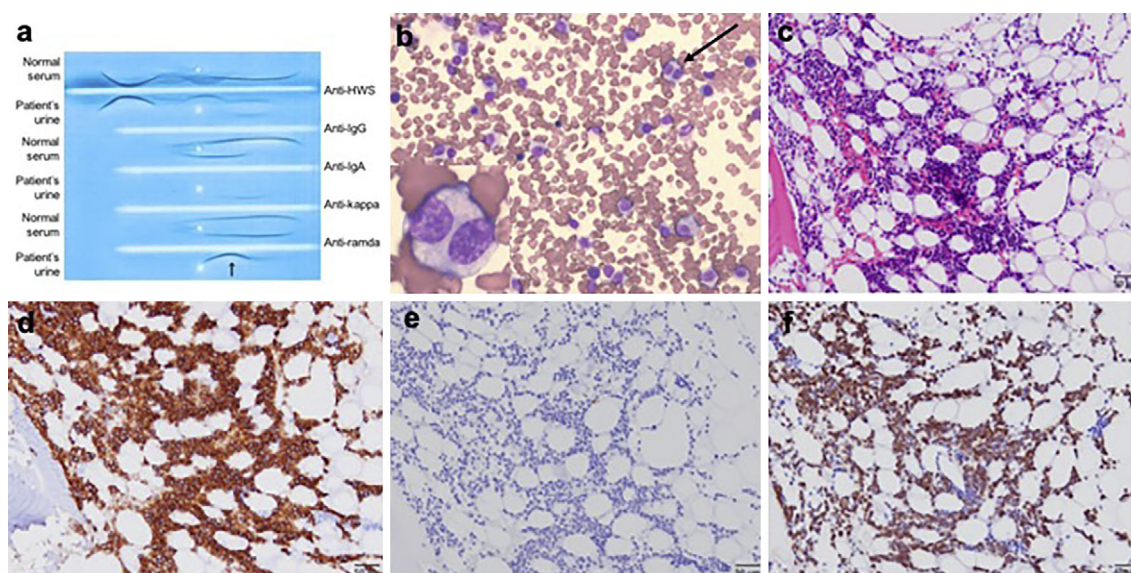 a
Normal
serum
Patient's
urine
Normal
serum
Patient's
urine
Normal
serum
Patient's
urine
Anti-HWS
Anti-IgG
Anti-IgA
Anti-kappa
Anti-ramda
b
c
d
e
f